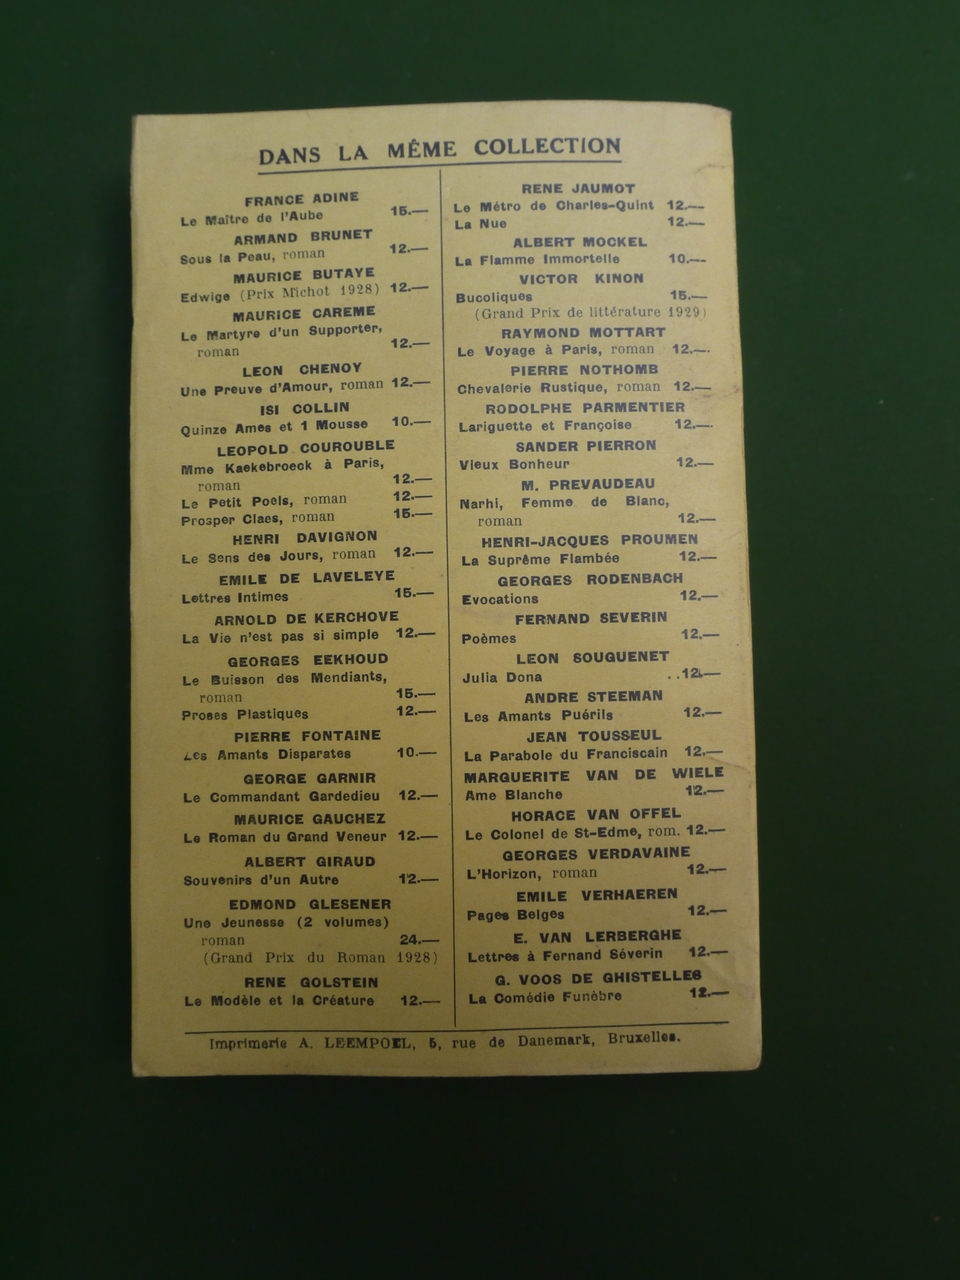 DANS LA MÊME COLLECTION
FRANCE ADINE
Le Maître de l'Aube 15.—
ARMAND BRUNET
Sous la Peau, roman 12.—
MAURICE BUTAYE
Edwige (Prix Michot 1928) 12.—
MAURICE CAREME
Le Martyre d'un Supporter,
roman 12.—
LEON CHENOY
Une Preuve d'Amour, roman 12.—
ISI COLLIN
Quinze Ames et 1 Mousse 10.—
LEOPOLD COUROUBLE
Mme Kaekebroeck à Paris,
roman 12.—
Le Petit Poels, roman 12.—
Prosper Claes, roman 15.—
HENRI DAVIGNON
Le Sens des Jours, roman 12.—
EMILE DE LAVELEYE
Lettres Intimes 15.—
ARNOLD DE KERCHOVE
La Vie n'est pas si simple 12.—
GEORGES EEKHOUD
Le Buisson des Mendiants,
roman 15.—
Proses Plastiques 12.—
PIERRE FONTAINE
Les Amants Disparates 10.—
GEORGE GARNIR
Le Commandant Gardedieu 12.—
MAURICE GAUCHEZ
Le Roman du Grand Veneur 12.—
ALBERT GIRAUD
Souvenirs d'un Autre 12.—
EDMOND GLESENER
Une Jeunesse (2 volumes)
roman 24.—
(Grand Prix du Roman 1928)
RENE GOLSTEIN
Le Modèle et la Créature 12.—
RENE JAUMOT
Le Métro de Charles-Quint 12.—
La Nue 12.—
ALBERT MOCKEL
La Flamme Immortelle 10.—
VICTOR KINON
Bucoliques 15.—
(Grand Prix de littérature 1929)
RAYMOND MOTTART
Le Voyage à Paris, roman 12.—
PIERRE NOTHOMB
Chevalerie Rustique, roman 12.—
RODOLPHE PARMENTIER
Lariguette et Françoise 12.—
SANDER PIERRON
Vieux Bonheur 12.—
M. PREVAUDEAU
Narhi, Femme de Blanc,
roman 12.—
HENRI-JACQUES PROUMEN
La Suprême Flambée 12.—
GEORGES RODENBACH
Evocations 12.—
FERNAND SEVERIN
Poèmes 12.—
LEON SOUGUENET
Julia Dona ..12.—
ANDRE STEEMAN
Les Amants Puérils 12.—
JEAN TOUSSEUL
La Parabole du Franciscain 12.—
MARGUERITE VAN DE WIELE
Ame Blanche 12.—
HORACE VAN OFFEL
Le Colonel de St-Edme, rom. 12.—
GEORGES VERDAVAINE
L'Horizon, roman 12.—
EMILE VERHAEREN
Pages Belges 12.—
E. VAN LERBERGHE
Lettres à Fernand Séverin 12.—
G. VOOS DE GHISTELLES
La Comédie Funèbre 12.—
Imprimerie A. LEEMPOEL, 5, rue de Danemark, Bruxelles.